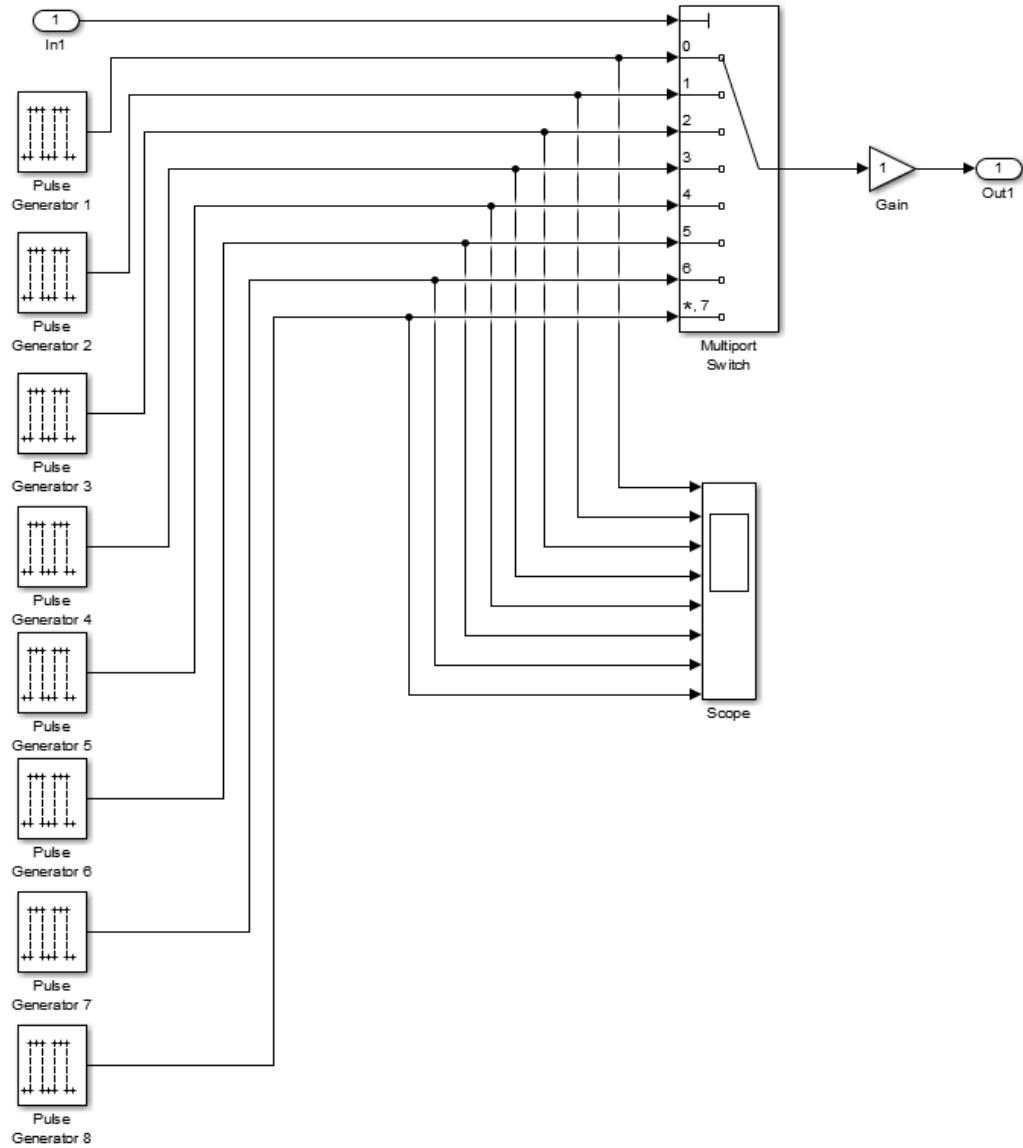 1
In1
0
1
2
3
4
5
6
*, 7
Multiport
Switch
1
Gain
1
Out1
Pulse
Generator 1
Pulse
Generator 2
Pulse
Generator 3
Pulse
Generator 4
Pulse
Generator 5
Pulse
Generator 6
Pulse
Generator 7
Pulse
Generator 8
Scope